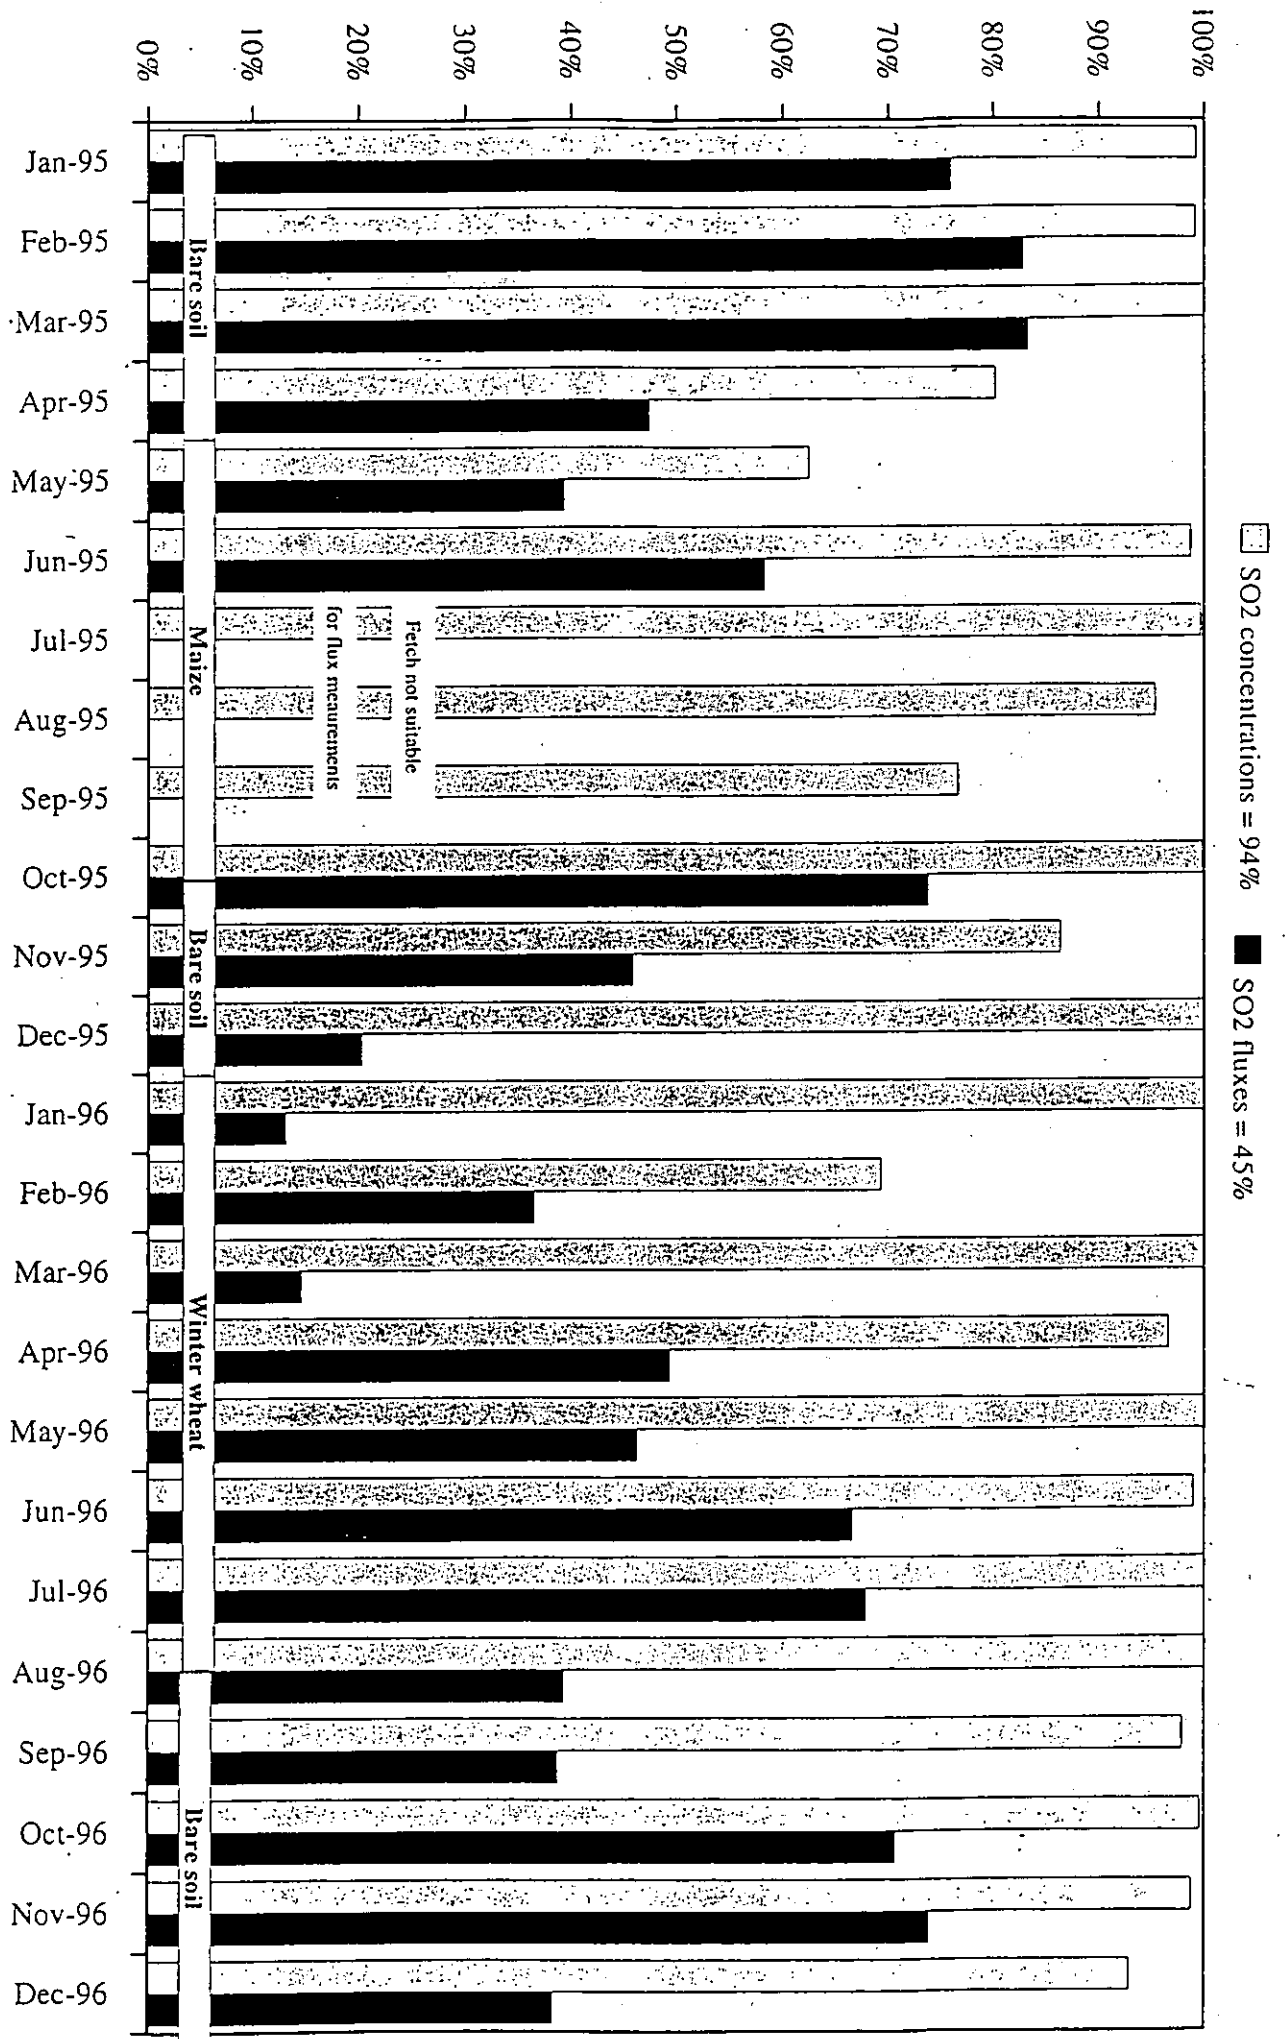 SO2 concentrations = 94% SO2 fluxes = 45%
100%
90%
80%
70%
60%
50%
40%
30%
20%
10%
0%
Fetch not suitable
for flux meaurements
Bare soil
Maize
Bare soil
Winter wheat
Bare soil
Jan-95
Feb-95
Mar-95
Apr-95
May-95
Jun-95
Jul-95
Aug-95
Sep-95
Oct-95
Nov-95
Dec-95
Jan-96
Feb-96
Mar-96
Apr-96
May-96
Jun-96
Jul-96
Aug-96
Sep-96
Oct-96
Nov-96
Dec-96